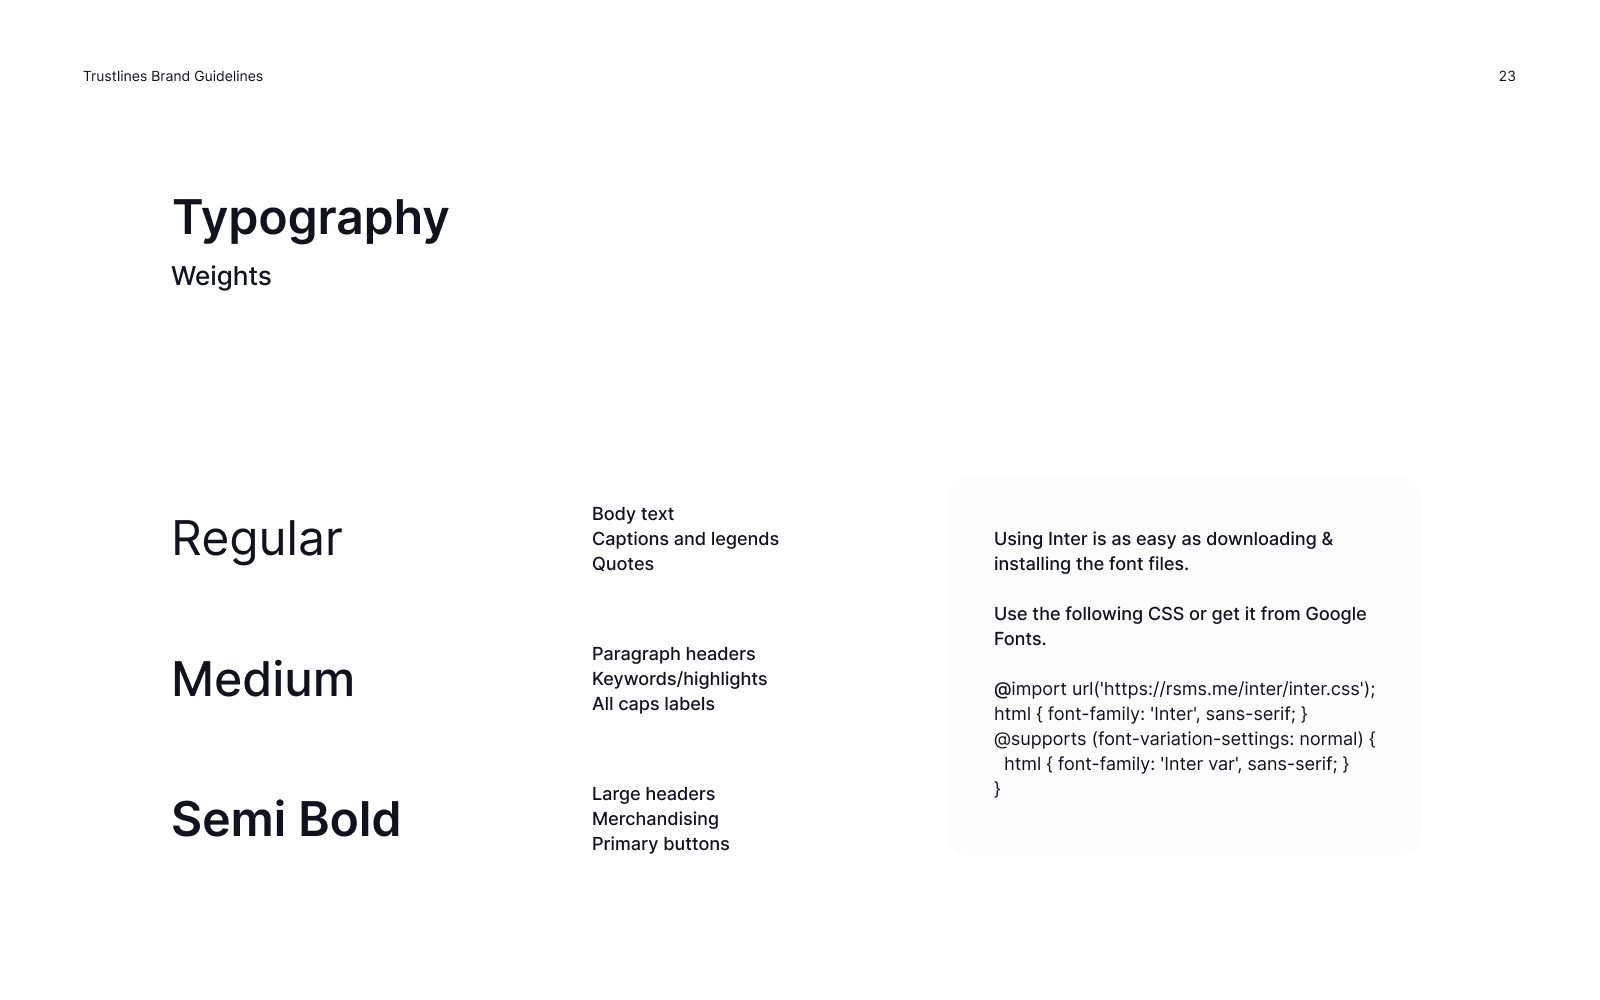 Trustlines Brand Guidelines
23
Typography
Weights
Regular
Body text
Captions and legends
Quotes
Medium
Paragraph headers
Keywords/highlights
All caps labels
Semi Bold
Large headers
Merchandising
Primary buttons
Using Inter is as easy as downloading &
installing the font files.
Use the following CSS or get it from Google
Fonts.
@import url('https://rsms.me/inter/inter.css');
html { font-family: 'Inter', sans-serif; }
@supports (font-variation-settings: normal) {
  html { font-family: 'Inter var', sans-serif; }
}